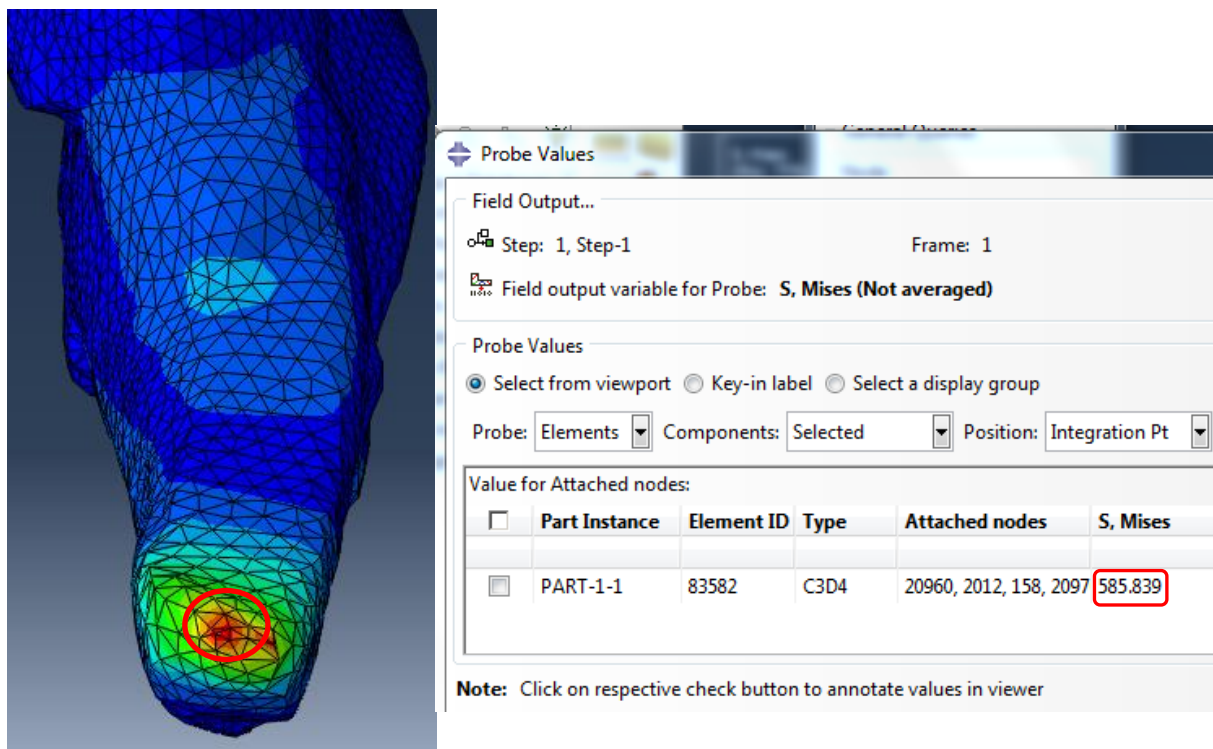 General Queries
Probe Values
Field Output...
Step: 1, Step-1 Frame: 1
Field output variable for Probe: S, Mises (Not averaged)
Probe Values
Select from viewport Key-in label Select a display group
Probe: Elements Components: Selected Position: Integration Pt
Value for Attached nodes:
Part Instance Element ID Type Attached nodes S, Mises
PART-1-1 83582 C3D4 20960, 2012, 158, 2097 585.839
Note: Click on respective check button to annotate values in viewer